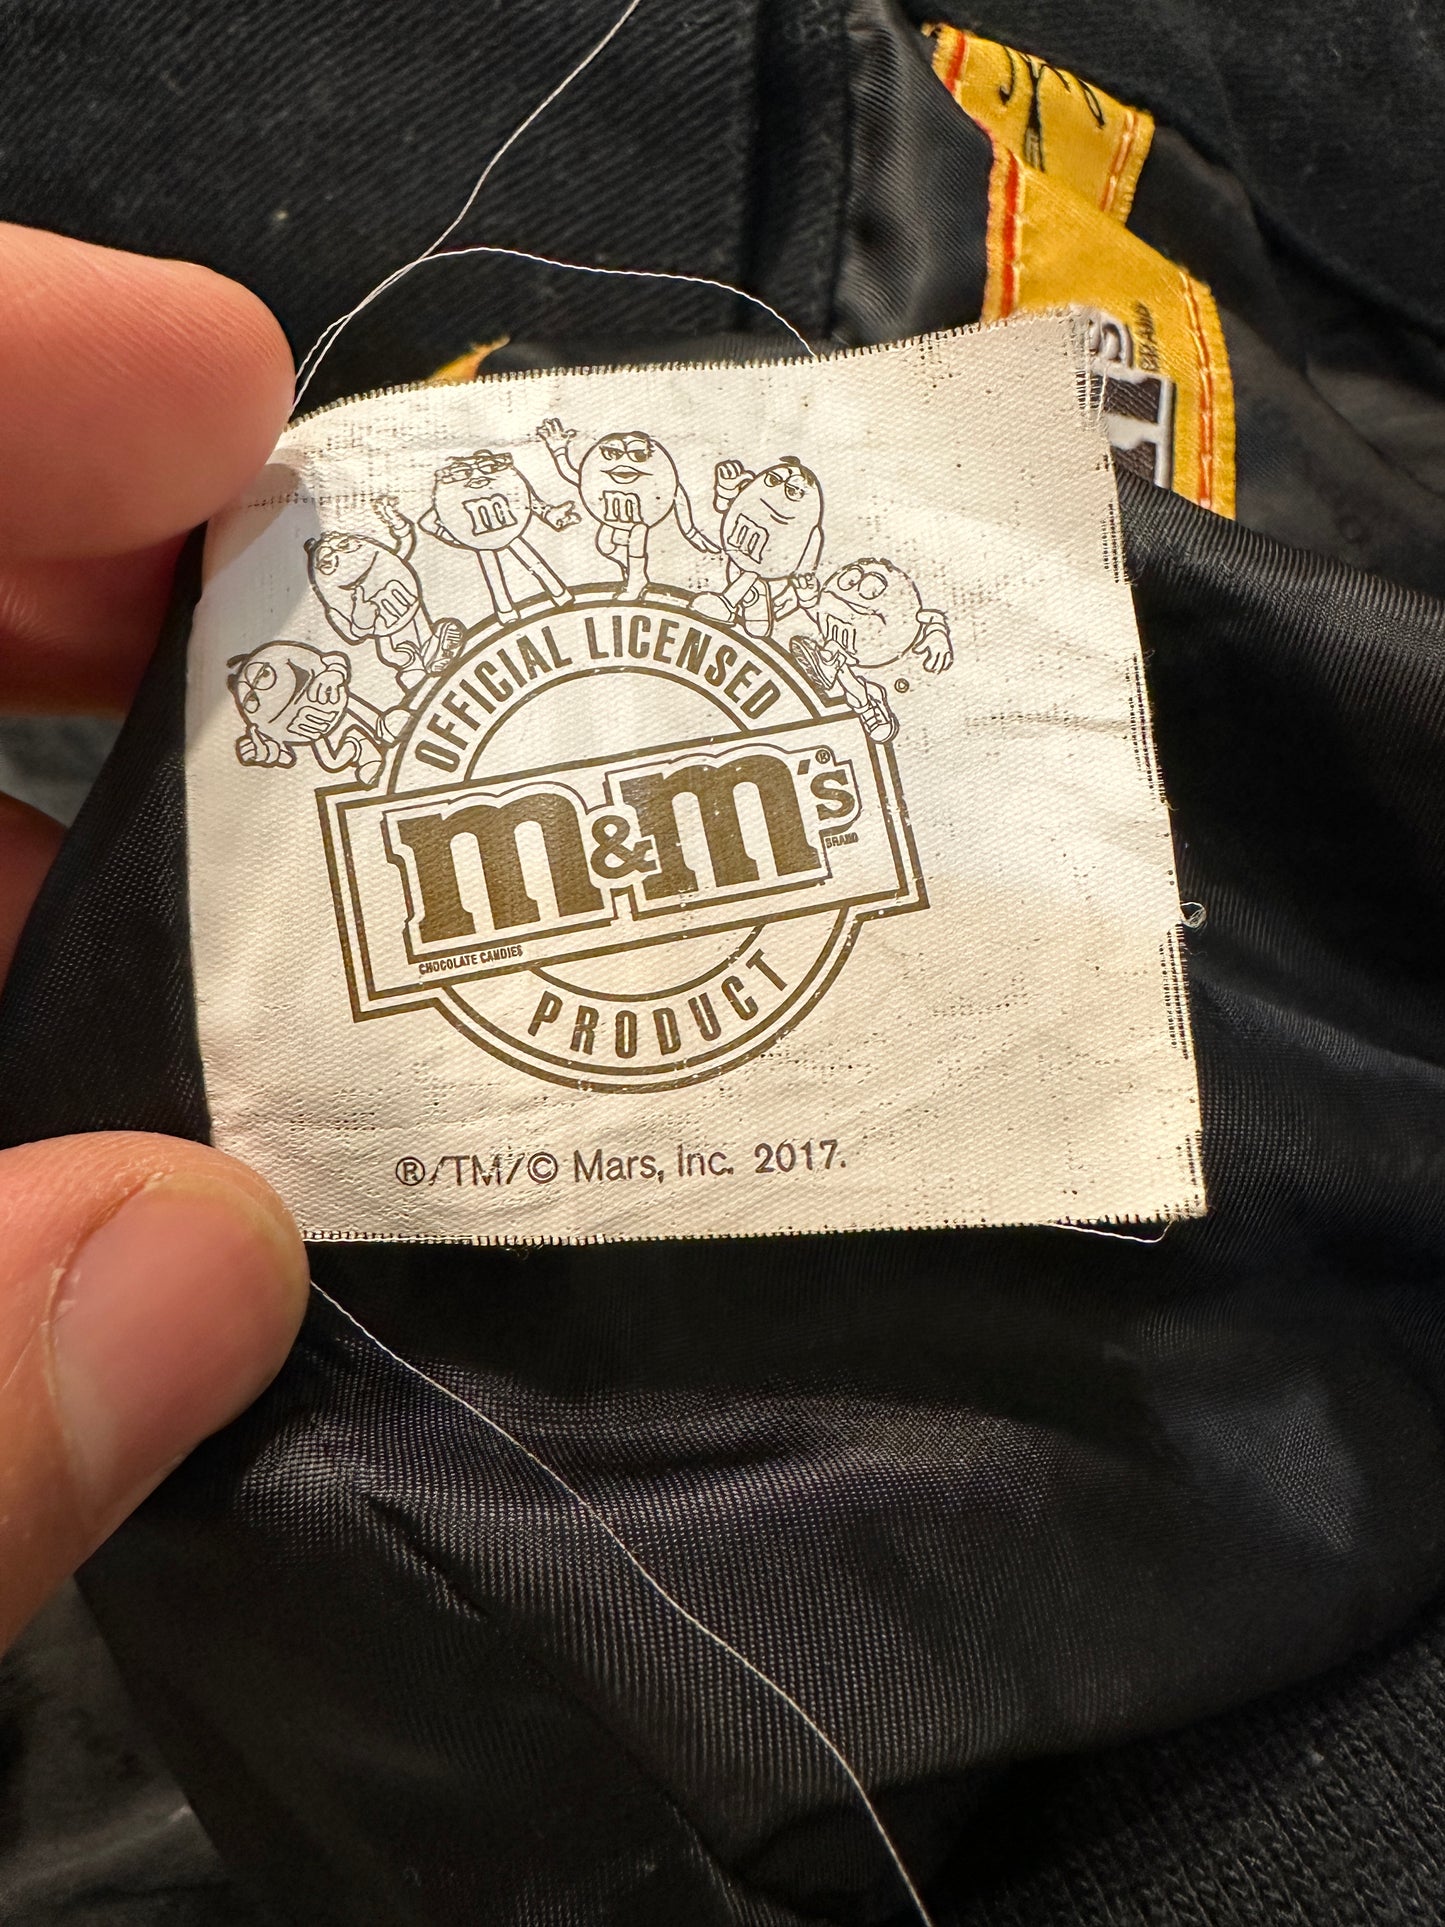 m
m
m
m
m
m
OFFICIAL LICENSED
©
m&m's®
BRAND
CHOCOLATE CANDIES
PRODUCT
®/TM/© Mars, Inc. 2017.